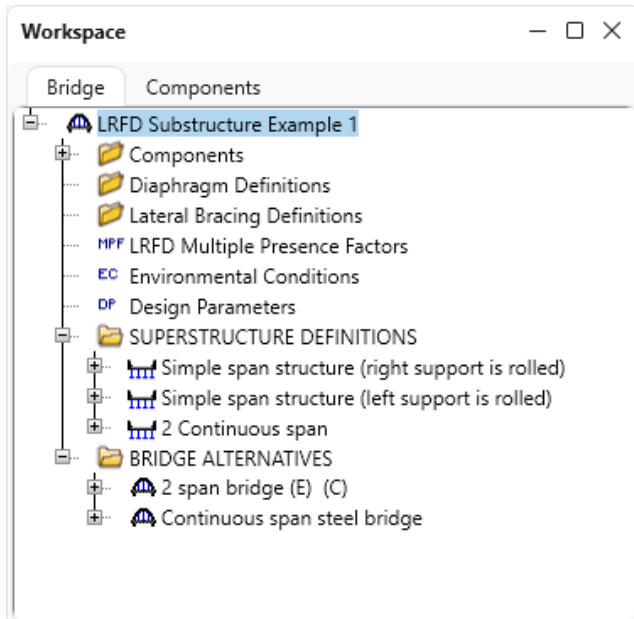 Workspace
Bridge Components
LRFD Substructure Example 1
Components
Diaphragm Definitions
Lateral Bracing Definitions
MPF LRFD Multiple Presence Factors
EC Environmental Conditions
DP Design Parameters
SUPERSTRUCTURE DEFINITIONS
Simple span structure (right support is rolled)
Simple span structure (left support is rolled)
2 Continuous span
BRIDGE ALTERNATIVES
2 span bridge (E) (C)
Continuous span steel bridge